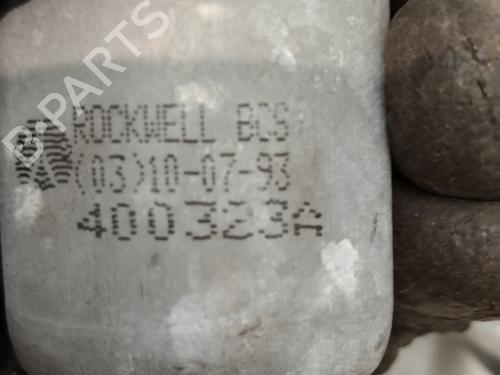 ROCKWELL BCS
(03)10-07-93
400323A
B-PARTS